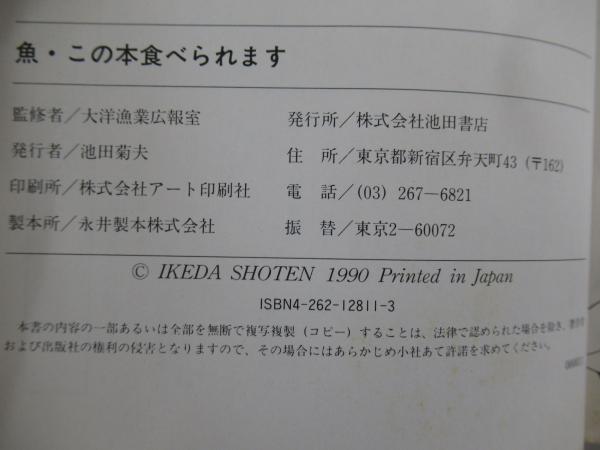 魚・この本食べられます
監修者／大洋漁業広報室
発行者／池田菊夫
印刷所／株式会社アート印刷社
製本所／永井製本株式会社
発行所／株式会社池田書店
住 所／東京都新宿区弁天町43（〒162）
電 話／(03) 267—6821
振 替／東京2—60072
© IKEDA SHOTEN 1990 Printed in Japan
ISBN4-262-12811-3
本書の内容の一部あるいは全部を無断で複写複製（コピー）することは、法律で認められた場合を除き、著作者
および出版社の権利の侵害となりますので、その場合にはあらかじめ小社あて許諾を求めてください。